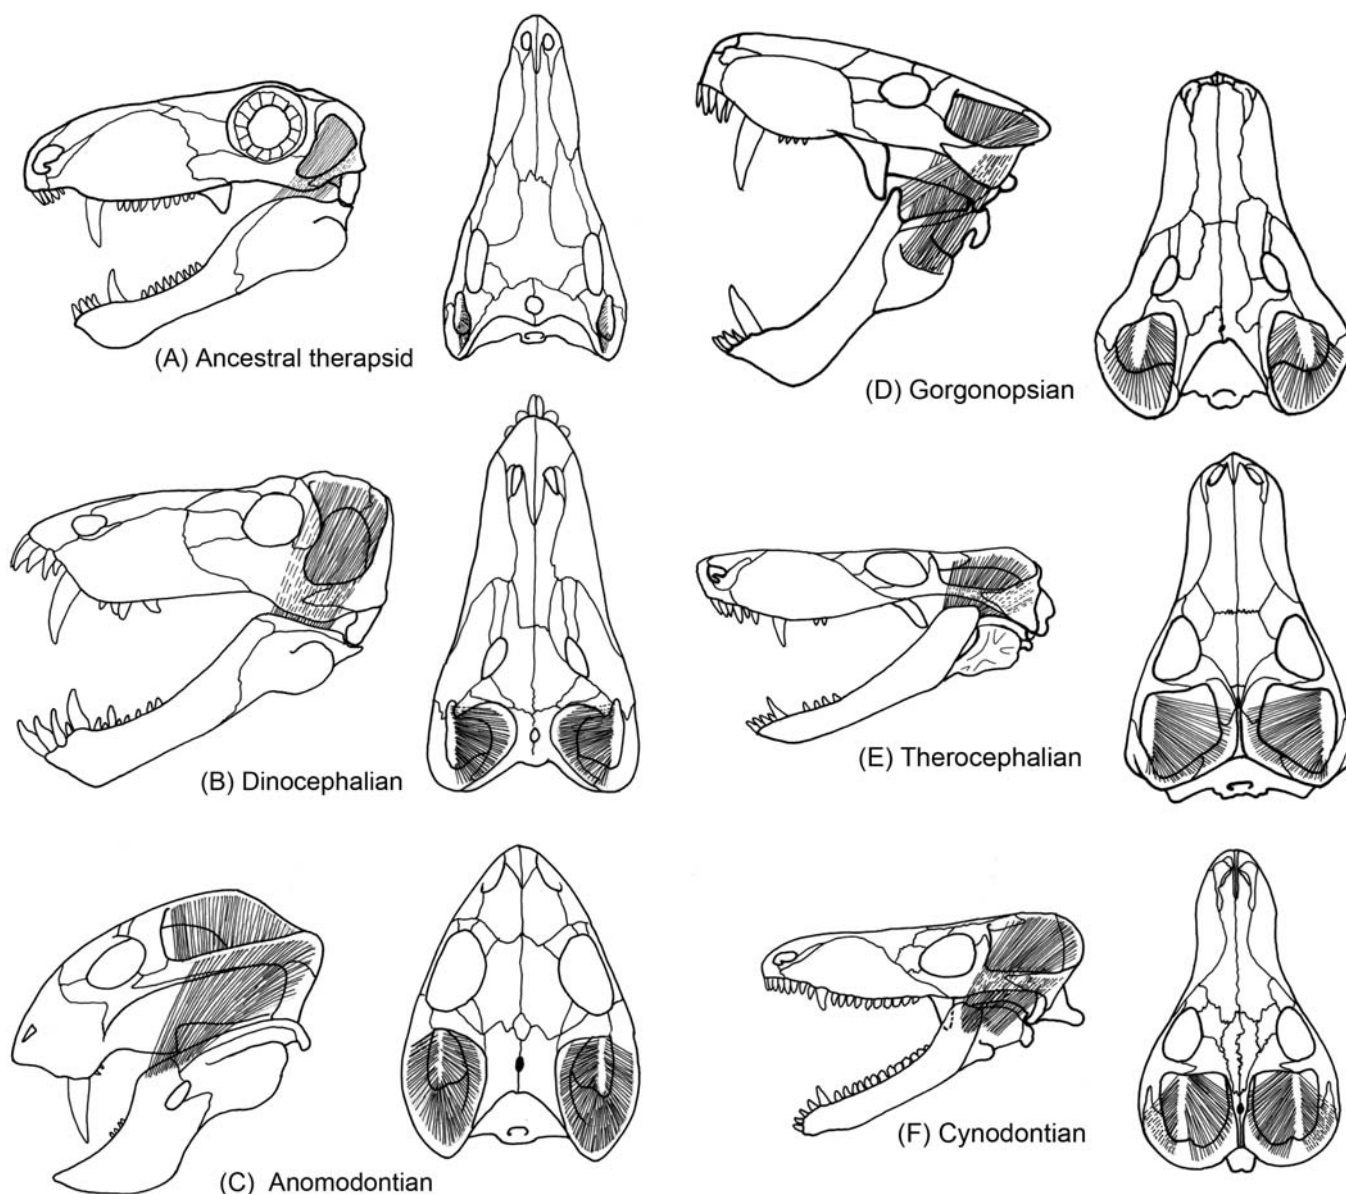 (A) Ancestral therapsid
(B) Dinocephalian
(C) Anomodontian
(D) Gorgonopsian
(E) Therocephalian
(F) Cynodontian